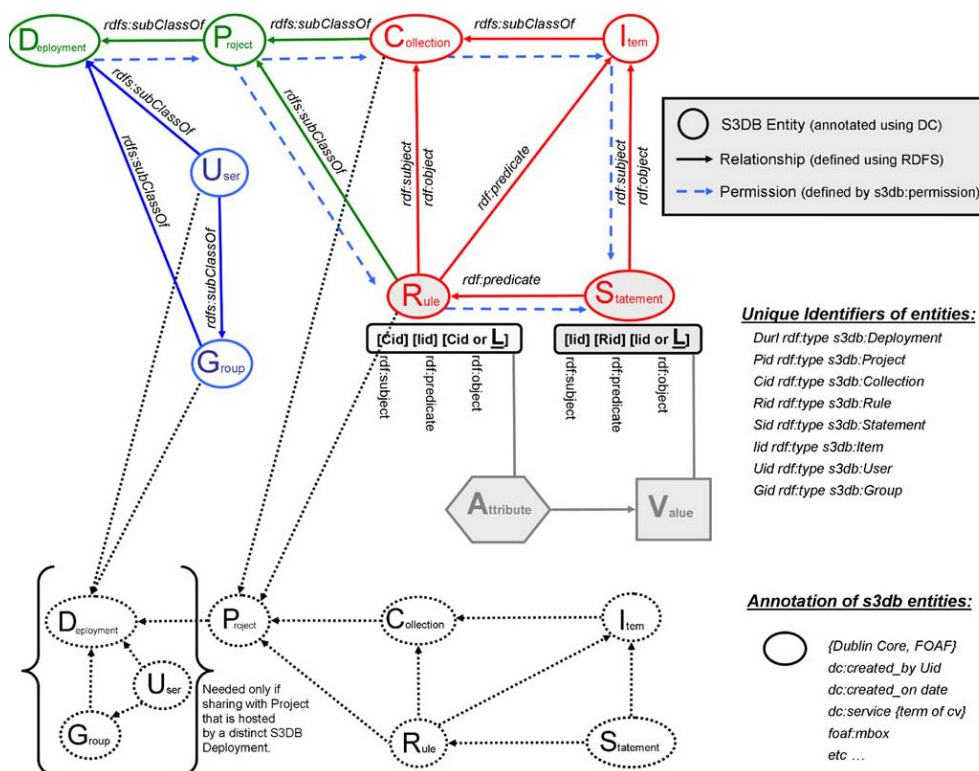 rdfs:subClassOf
rdfs:subClassOf
rdfs:subClassOf
Deployment
Project
Collection
Item
rdfs:subClassOf
rdfs:subClassOf
rdfs:subClassOf
User
rdfs:subClassOf
Group
rdf:subject
rdf:object
rdf:predicate
rdf:subject
rdf:object
rdf:predicate
Rule
Statement
S3DB Entity (annotated using DC)
Relationship (defined using RDFS)
Permission (defined by s3db:permission)
[Cid] [Iid] [Cid or L]
[Iid] [Rid] [Iid or L]
rdf:subject
rdf:predicate
rdf:object
rdf:subject
rdf:predicate
rdf:object
Attribute
Value
Unique Identifiers of entities:
Durl rdf:type s3db:Deployment
Pid rdf:type s3db:Project
Cid rdf:type s3db:Collection
Rid rdf:type s3db:Rule
Sid rdf:type s3db:Statement
Iid rdf:type s3db:Item
Uid rdf:type s3db:User
Gid rdf:type s3db:Group
Deployment
User
Group
Project
Collection
Item
Rule
Statement
Needed only if
sharing with Project
that is hosted
by a distinct S3DB
Deployment.
Annotation of s3db entities:
{Dublin Core, FOAF}
dc:created_by Uid
dc:created_on date
dc:service {term of cv}
foaf:mbox
etc …